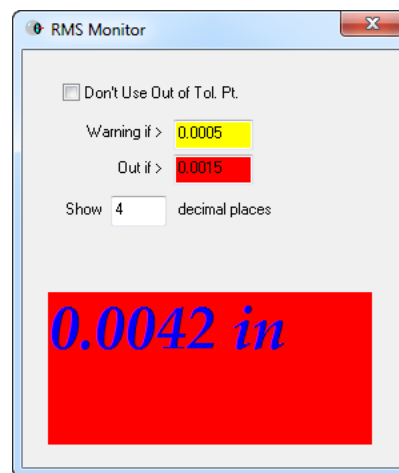 RMS Monitor
Don't Use Out of Tol. Pt.
Warning if > 0.0005
Out if > 0.0015
Show 4 decimal places
0.0042 in